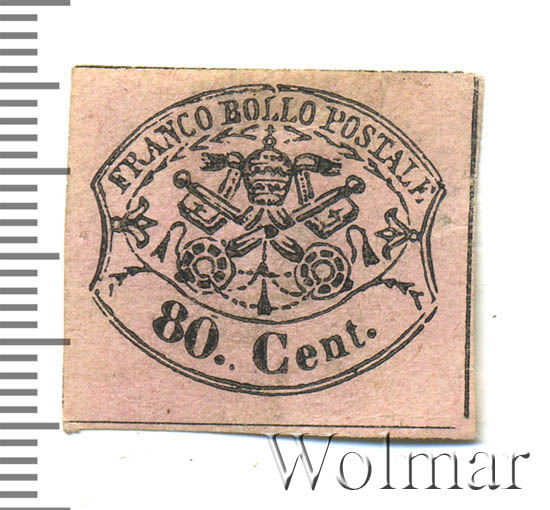 FRANCO BOLLO POSTALE
80. Cent.
Wolmar